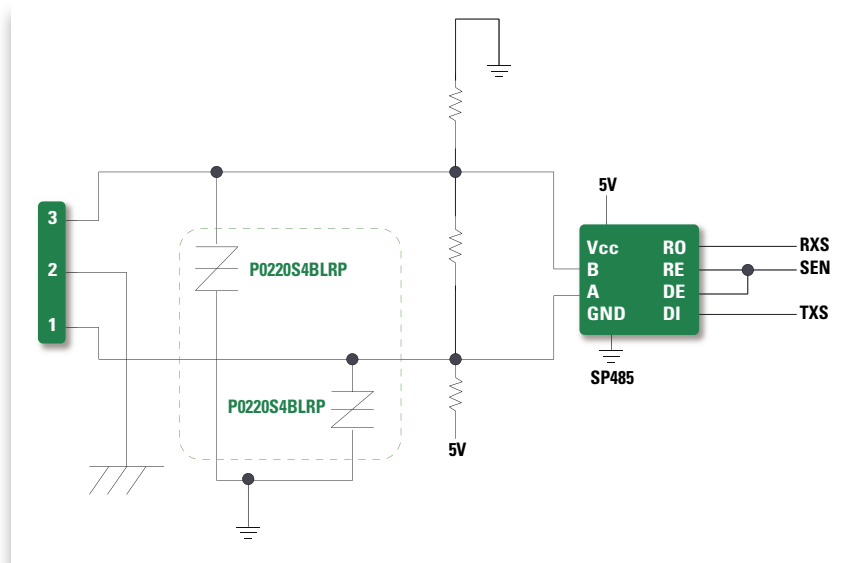 5V
3
Vcc RO
RXS
2
P0220S4BLRP
B RE
SEN
A DE
1
GND DI
TXS
SP485
P0220S4BLRP
5V